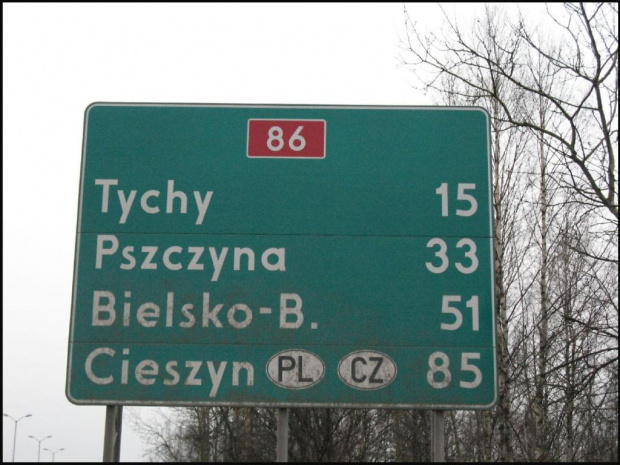 86
Tychy 15
Pszczyna 33
Bielsko-B. 51
Cieszyn PL CZ 85